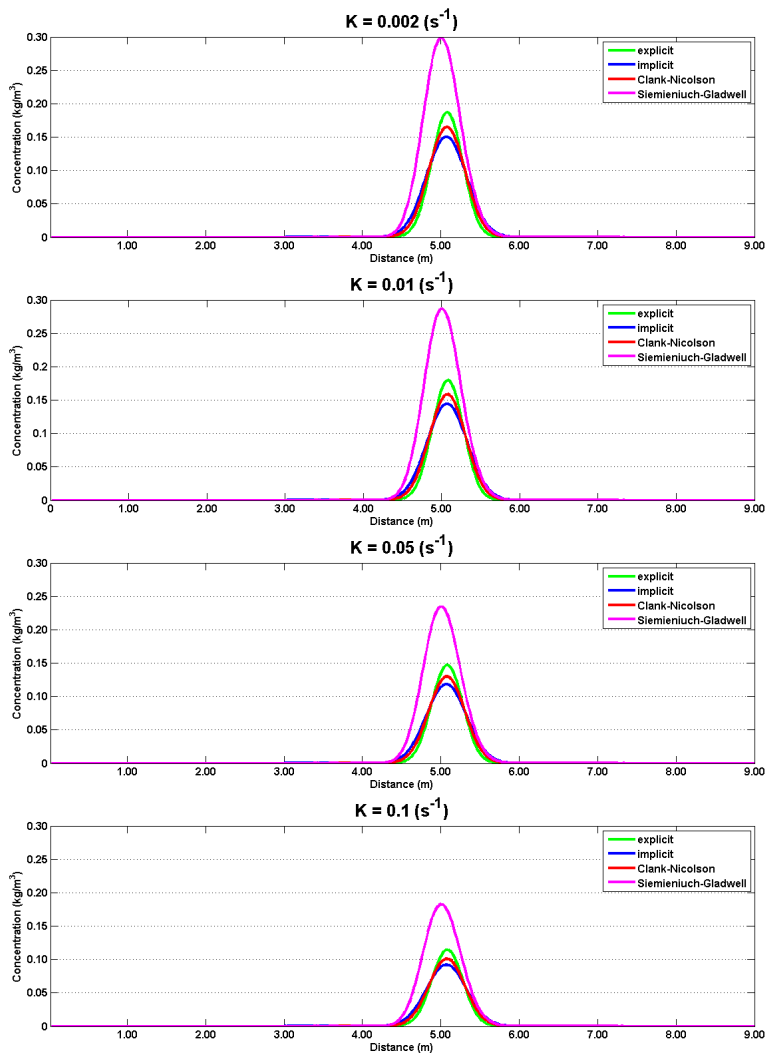 K = 0.002 (s⁻¹)
Concentration (kg/m³)
0.30
0.25
0.20
0.15
0.10
0.05
0
explicit
implicit
Clank-Nicolson
Siemieniuch-Gladwell
1.00 2.00 3.00 4.00 5.00 6.00 7.00 8.00 9.00
Distance (m)
K = 0.01 (s⁻¹)
Concentration (kg/m³)
0.30
0.25
0.2
0.15
0.1
0.05
0
explicit
implicit
Clank-Nicolson
Siemieniuch-Gladwell
0 1.00 2.00 3.00 4.00 5.00 6.00 7.00 8.00 9.00
Distance (m)
K = 0.05 (s⁻¹)
Concentration (kg/m³)
0.30
0.25
0.20
0.15
0.10
0.05
0
explicit
implicit
Clank-Nicolson
Siemieniuch-Gladwell
1.00 2.00 3.00 4.00 5.00 6.00 7.00 8.00 9.00
Distance (m)
K = 0.1 (s⁻¹)
Concentration (kg/m³)
0.30
0.25
0.20
0.15
0.10
0.05
0
explicit
implicit
Clank-Nicolson
Siemieniuch-Gladwell
1.00 2.00 3.00 4.00 5.00 6.00 7.00 8.00 9.00
Distance (m)